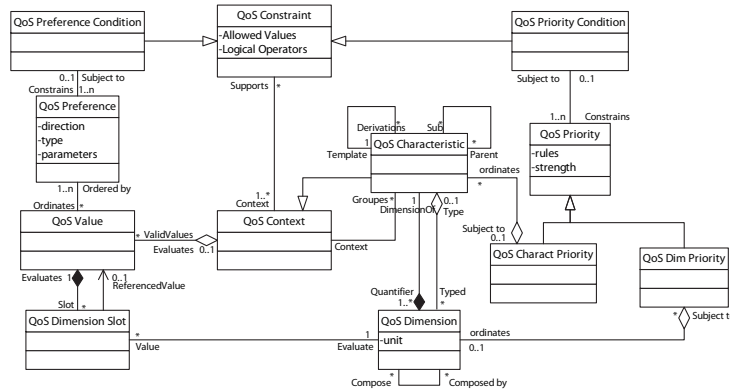 QoS Preference Condition
QoS Constraint
-Allowed Values
-Logical Operators
QoS Priority Condition
0..1 Subject to
Constrains 1..n
Supports *
Subject to 0..1
QoS Preference
-direction
-type
-parameters
1..n Constrains
QoS Priority
-rules
-strength
Derivations *
Sub *
QoS Characteristic
1 Template
* Parent
ordinates
*
1..n Ordered by
Ordinates *
1..*
Context
Groupes *
1
DimensionOf
0..1
Type
QoS Value
* ValidValues
Evaluates 0..1
QoS Context
Context
Subject to
0..1
QoS Charact Priority
QoS Dim Priority
Evaluates 1
0..1
ReferencedValue
Slot *
Quantifier
1..*
Typed
*
QoS Dimension Slot
*
Value
1
Evaluate
QoS Dimension
-unit
ordinates
0..1
* Subject t
*
Compose
*
Composed by